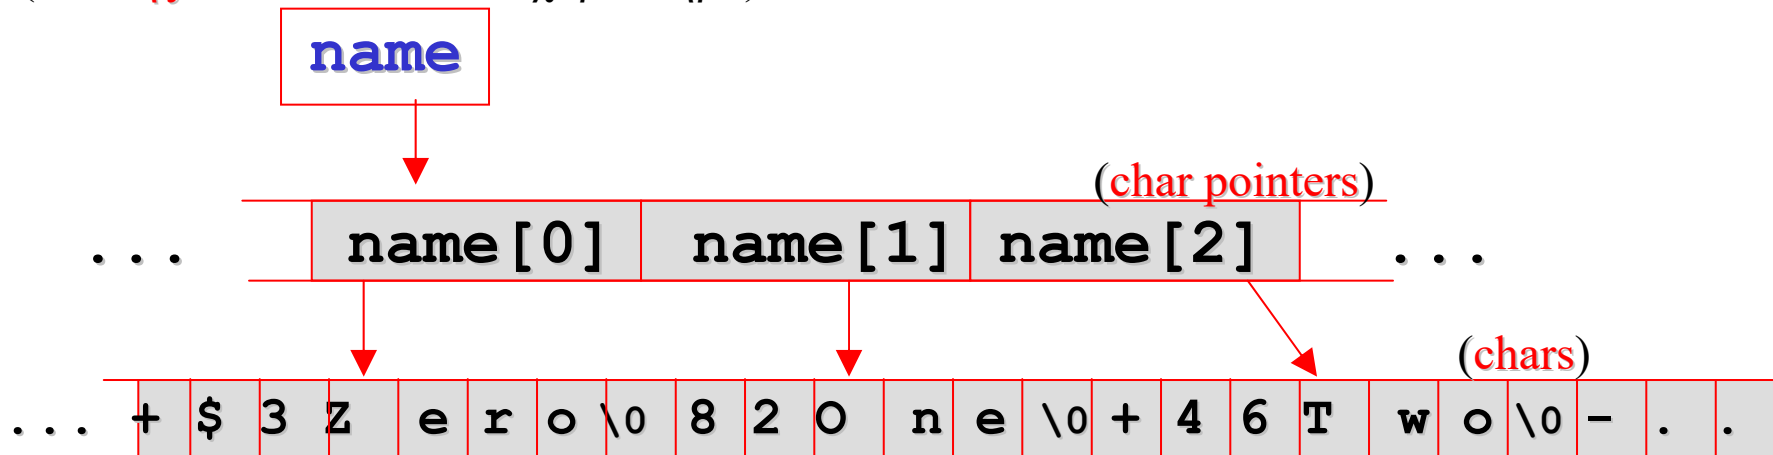 name
(char pointers)
... name[0] name[1] name[2] ...
(chars)
... + $ 3 Z e r o \0 8 2 O n e \0 + 4 6 T w o \0 - . .